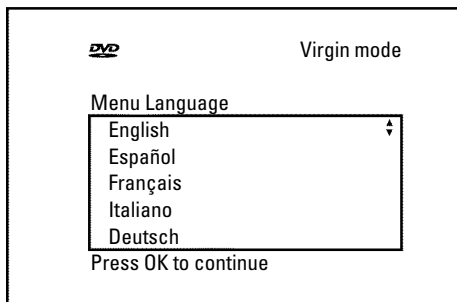 DVD
Virgin mode
Menu Language
English
Español
Français
Italiano
Deutsch
Press OK to continue